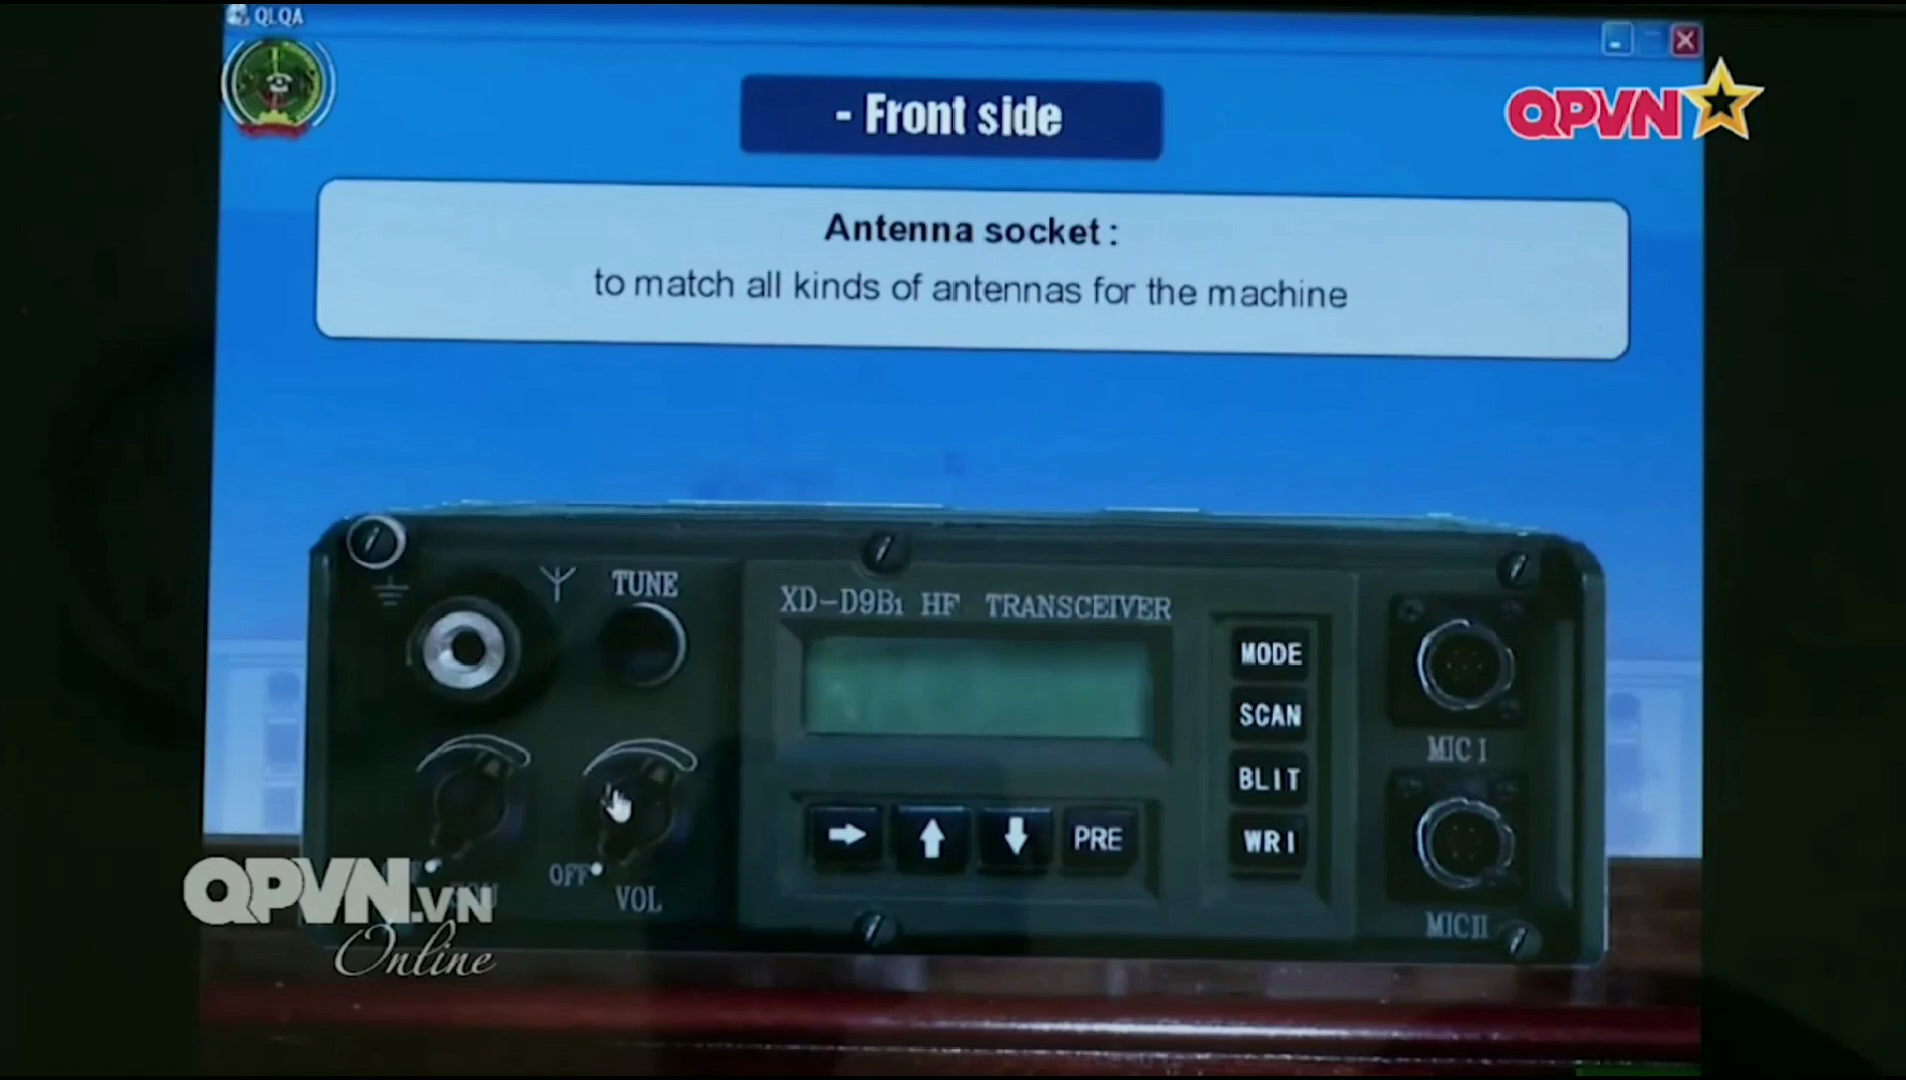 QLQA
- Front side
QPVN
Antenna socket :
to match all kinds of antennas for the machine
TUNE
XD-D9B1 HF TRANSCEIVER
MODE
SCAN
BLIT
WRI
MIC I
PRE
OFF
VOL
MIC II
QPVN.VN
Online